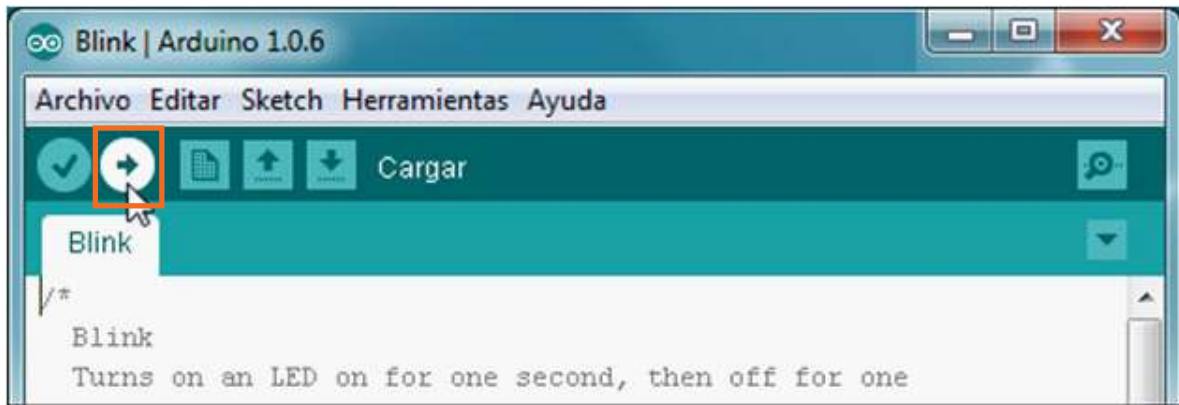 Blink | Arduino 1.0.6
Archivo Editar Sketch Herramientas Ayuda
Cargar
Blink
/*
Blink
Turns on an LED on for one second, then off for one